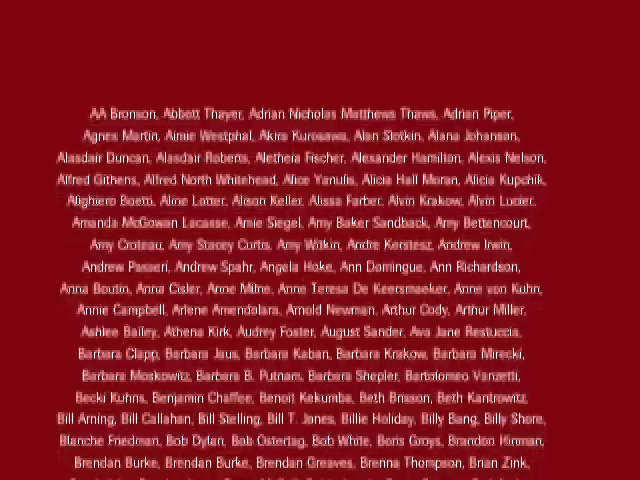 AA Bronson, Abbott Thayer, Adrian Nicholas Matthews Thaws, Adrian Piper,
Agnes Martin, Aimie Westphal, Akira Kurosawa, Alan Slotkin, Alana Johanson,
Alasdair Duncan, Alasdair Roberts, Aletheia Fischer, Alexander Hamilton, Alexis Nelson,
Alfred Githens, Alfred North Whitehead, Alice Yanulis, Alicia Hall Moran, Alicia Kupchik,
Alighiero Boetti, Aline Lotter, Alison Keller, Alissa Farber, Alvin Krakow, Alvin Lucier,
Amanda McGowan Lacasse, Amie Siegel, Amy Baker Sandback, Amy Bettencourt,
Amy Croteau, Amy Stacey Curtis, Amy Witkin, Andre Kerstesz, Andrew Irwin,
Andrew Passeri, Andrew Spahr, Angela Hoke, Ann Domingue, Ann Richardson,
Anna Boutin, Anna Cisler, Anne Milne, Anne Teresa De Keersmaeker, Anne von Kuhn,
Annie Campbell, Arlene Amendalara, Arnold Newman, Arthur Cody, Arthur Miller,
Ashlee Bailey, Athena Kirk, Audrey Foster, August Sander, Ava Jane Restuccia,
Barbara Clapp, Barbara Jaus, Barbara Kaban, Barbara Krakow, Barbara Mirecki,
Barbara Moskowitz, Barbara B. Putnam, Barbara Shepler, Bartolomeo Vanzetti,
Becki Kuhns, Benjamin Chaffee, Benoit Kekumba, Beth Brisson, Beth Kantrowitz,
Bill Arning, Bill Callahan, Bill Stelling, Bill T. Jones, Billie Holiday, Billy Bang, Billy Shore,
Blanche Friedman, Bob Dylan, Bob Ostertag, Bob White, Boris Groys, Brandon Hinman,
Brendan Burke, Brendan Burke, Brendan Greaves, Brenna Thompson, Brian Zink,